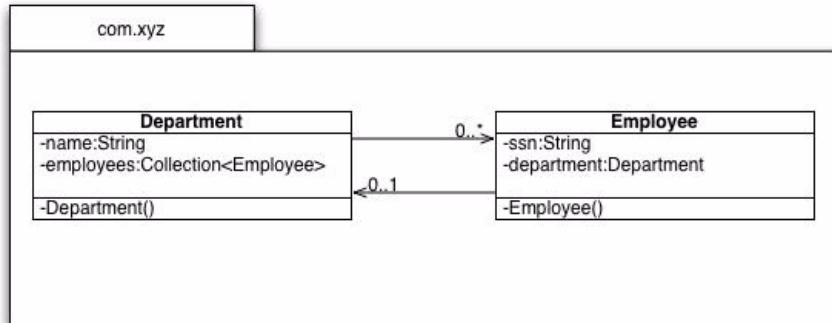 com.xyz
Department
-name:String
-employees:Collection<Employee>
-Department()
0..*
0..1
Employee
-ssn:String
-department:Department
-Employee()